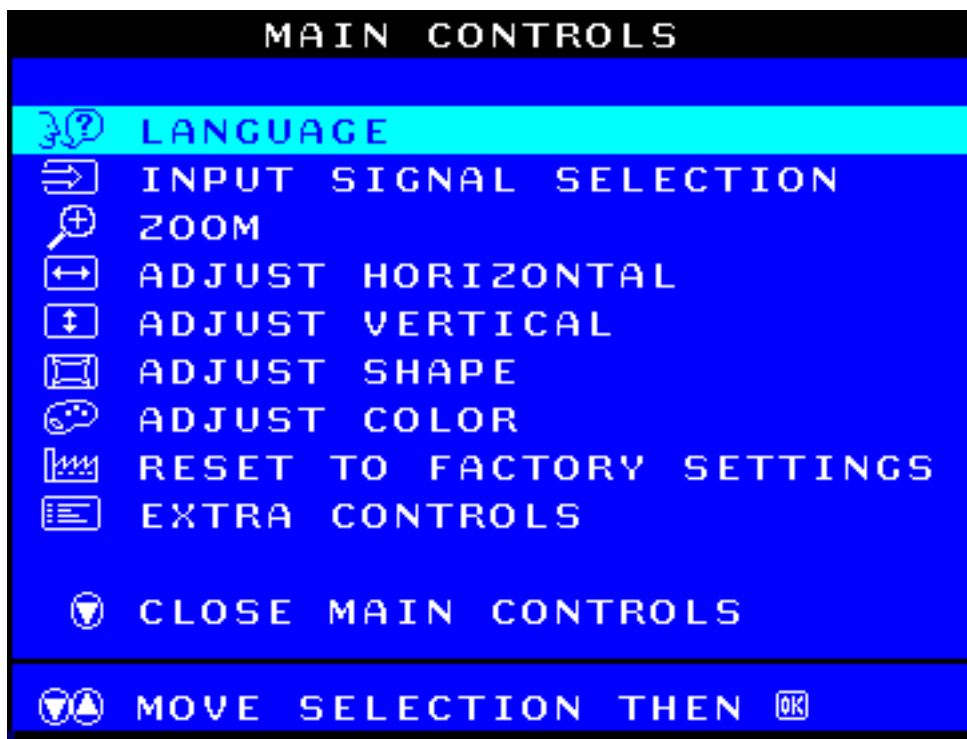 MAIN CONTROLS
? LANGUAGE
INPUT SIGNAL SELECTION
ZOOM
ADJUST HORIZONTAL
ADJUST VERTICAL
ADJUST SHAPE
ADJUST COLOR
RESET TO FACTORY SETTINGS
EXTRA CONTROLS
CLOSE MAIN CONTROLS
MOVE SELECTION THEN OK